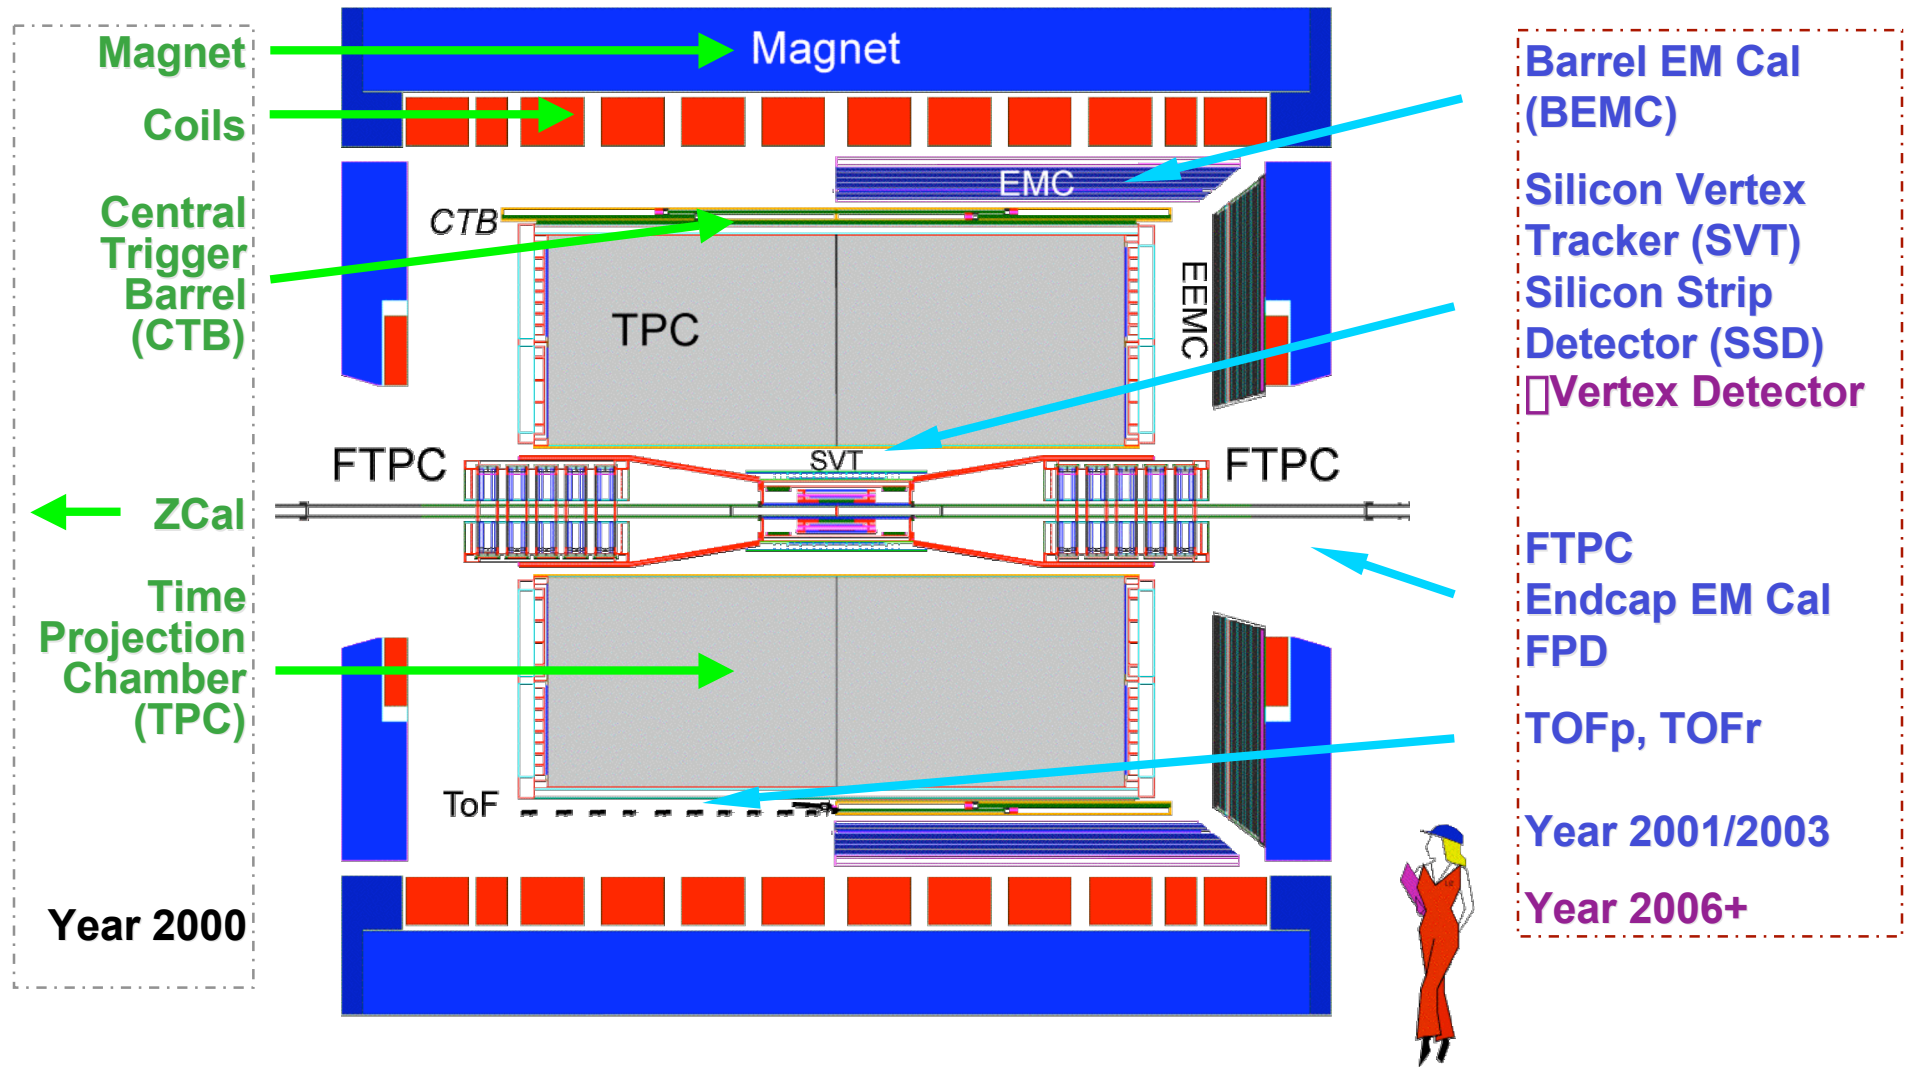 Magnet
Coils
Central
Trigger
Barrel
(CTB)
ZCal
Time
Projection
Chamber
(TPC)
Year 2000
Magnet
EMC
CTB
TPC
EEMC
FTPC
SVT
FTPC
ToF
Barrel EM Cal
(BEMC)
Silicon Vertex
Tracker (SVT)
Silicon Strip
Detector (SSD)
Vertex Detector
FTPC
Endcap EM Cal
FPD
TOFp, TOFr
Year 2001/2003
Year 2006+